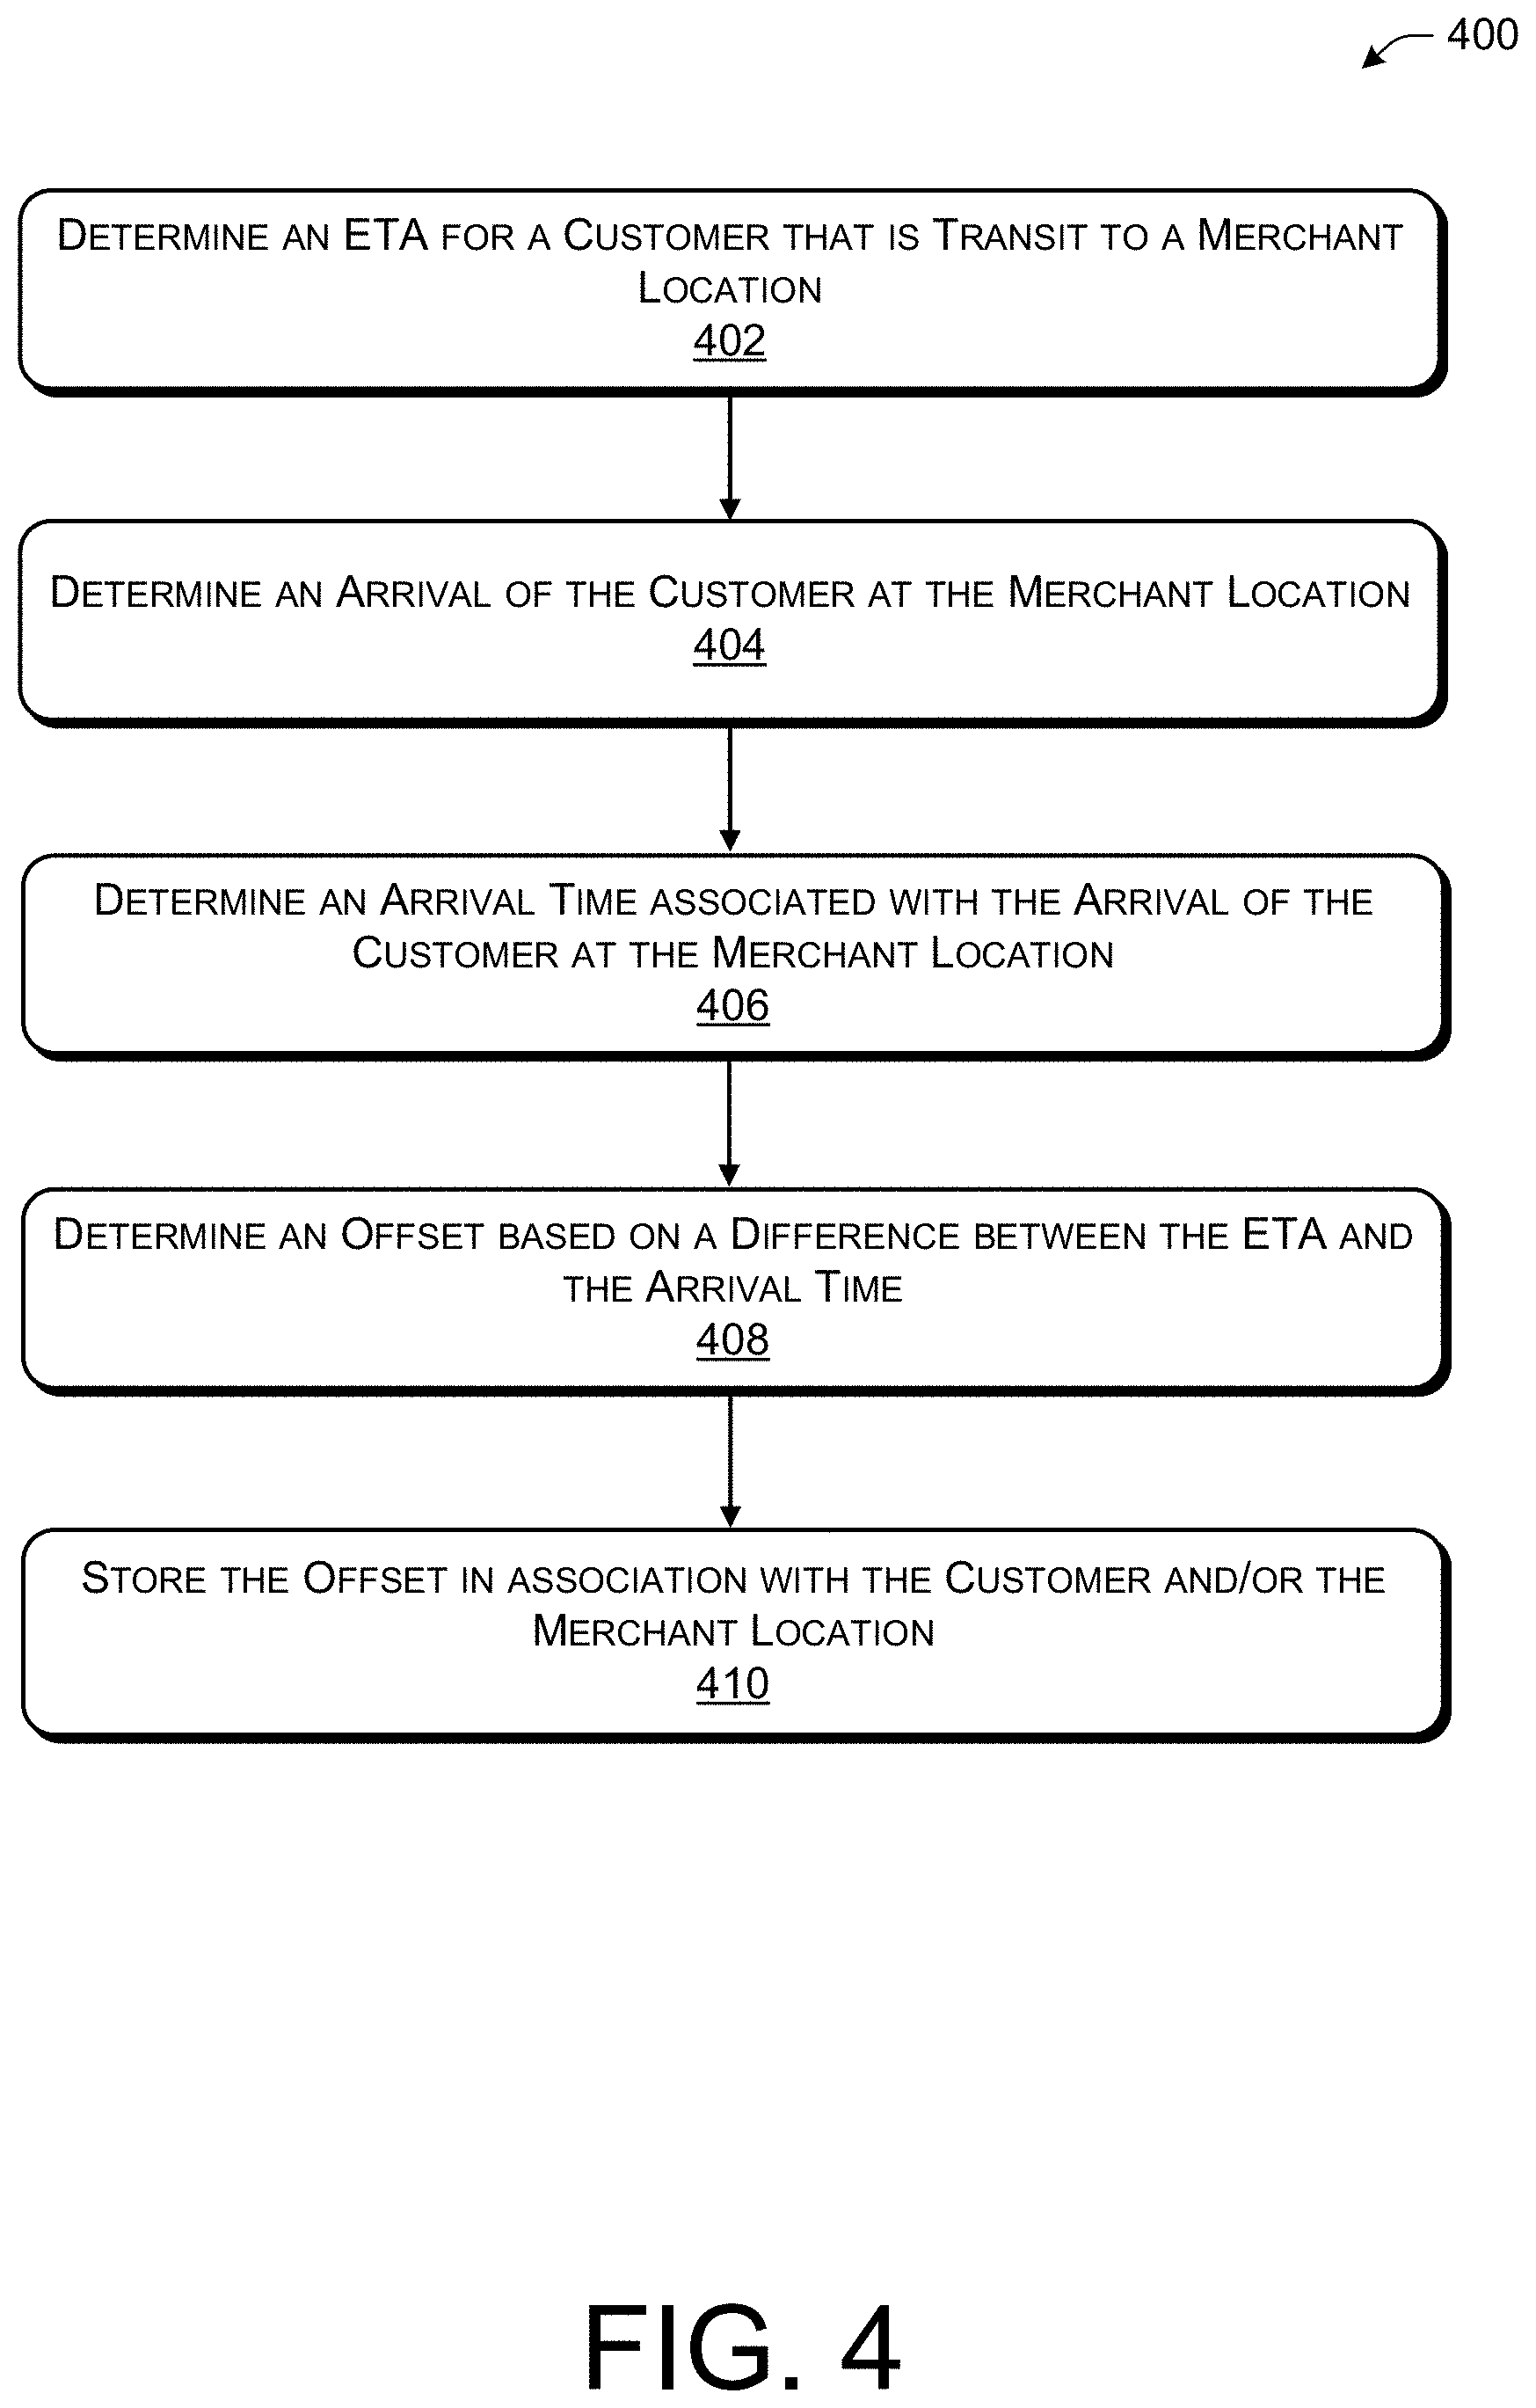 400
DETERMINE AN ETA FOR A CUSTOMER THAT IS TRANSIT TO A MERCHANT
LOCATION
402
DETERMINE AN ARRIVAL OF THE CUSTOMER AT THE MERCHANT LOCATION
404
DETERMINE AN ARRIVAL TIME ASSOCIATED WITH THE ARRIVAL OF THE
CUSTOMER AT THE MERCHANT LOCATION
406
DETERMINE AN OFFSET BASED ON A DIFFERENCE BETWEEN THE ETA AND
THE ARRIVAL TIME
408
STORE THE OFFSET IN ASSOCIATION WITH THE CUSTOMER AND/OR THE
MERCHANT LOCATION
410
FIG. 4